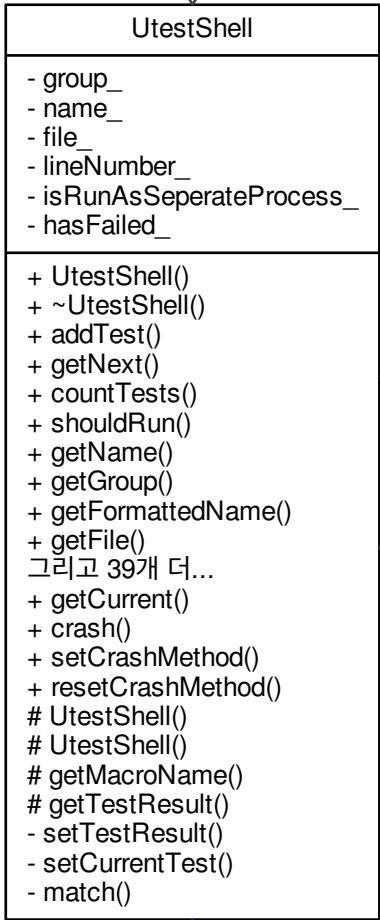 UtestShell
- group_
- name_
- file_
- lineNumber_
- isRunAsSeperateProcess_
- hasFailed_
+ UtestShell()
+ ~UtestShell()
+ addTest()
+ getNext()
+ countTests()
+ shouldRun()
+ getName()
+ getGroup()
+ getFormattedName()
+ getFile()
그리고 39개 더...
+ getCurrent()
+ crash()
+ setCrashMethod()
+ resetCrashMethod()
# UtestShell()
# UtestShell()
# getMacroName()
# getTestResult()
- setTestResult()
- setCurrentTest()
- match()